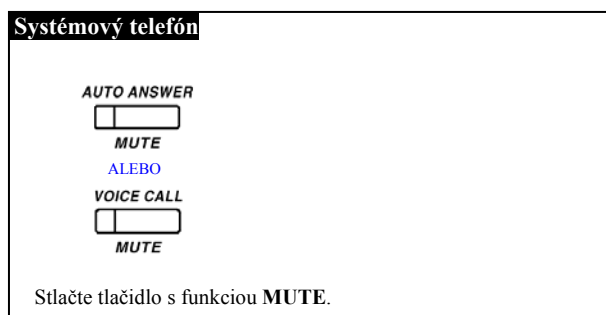 Systémový telefón
AUTO ANSWER
MUTE
ALEBO
VOICE CALL
MUTE
Stlačte tlačidlo s funkciou MUTE.